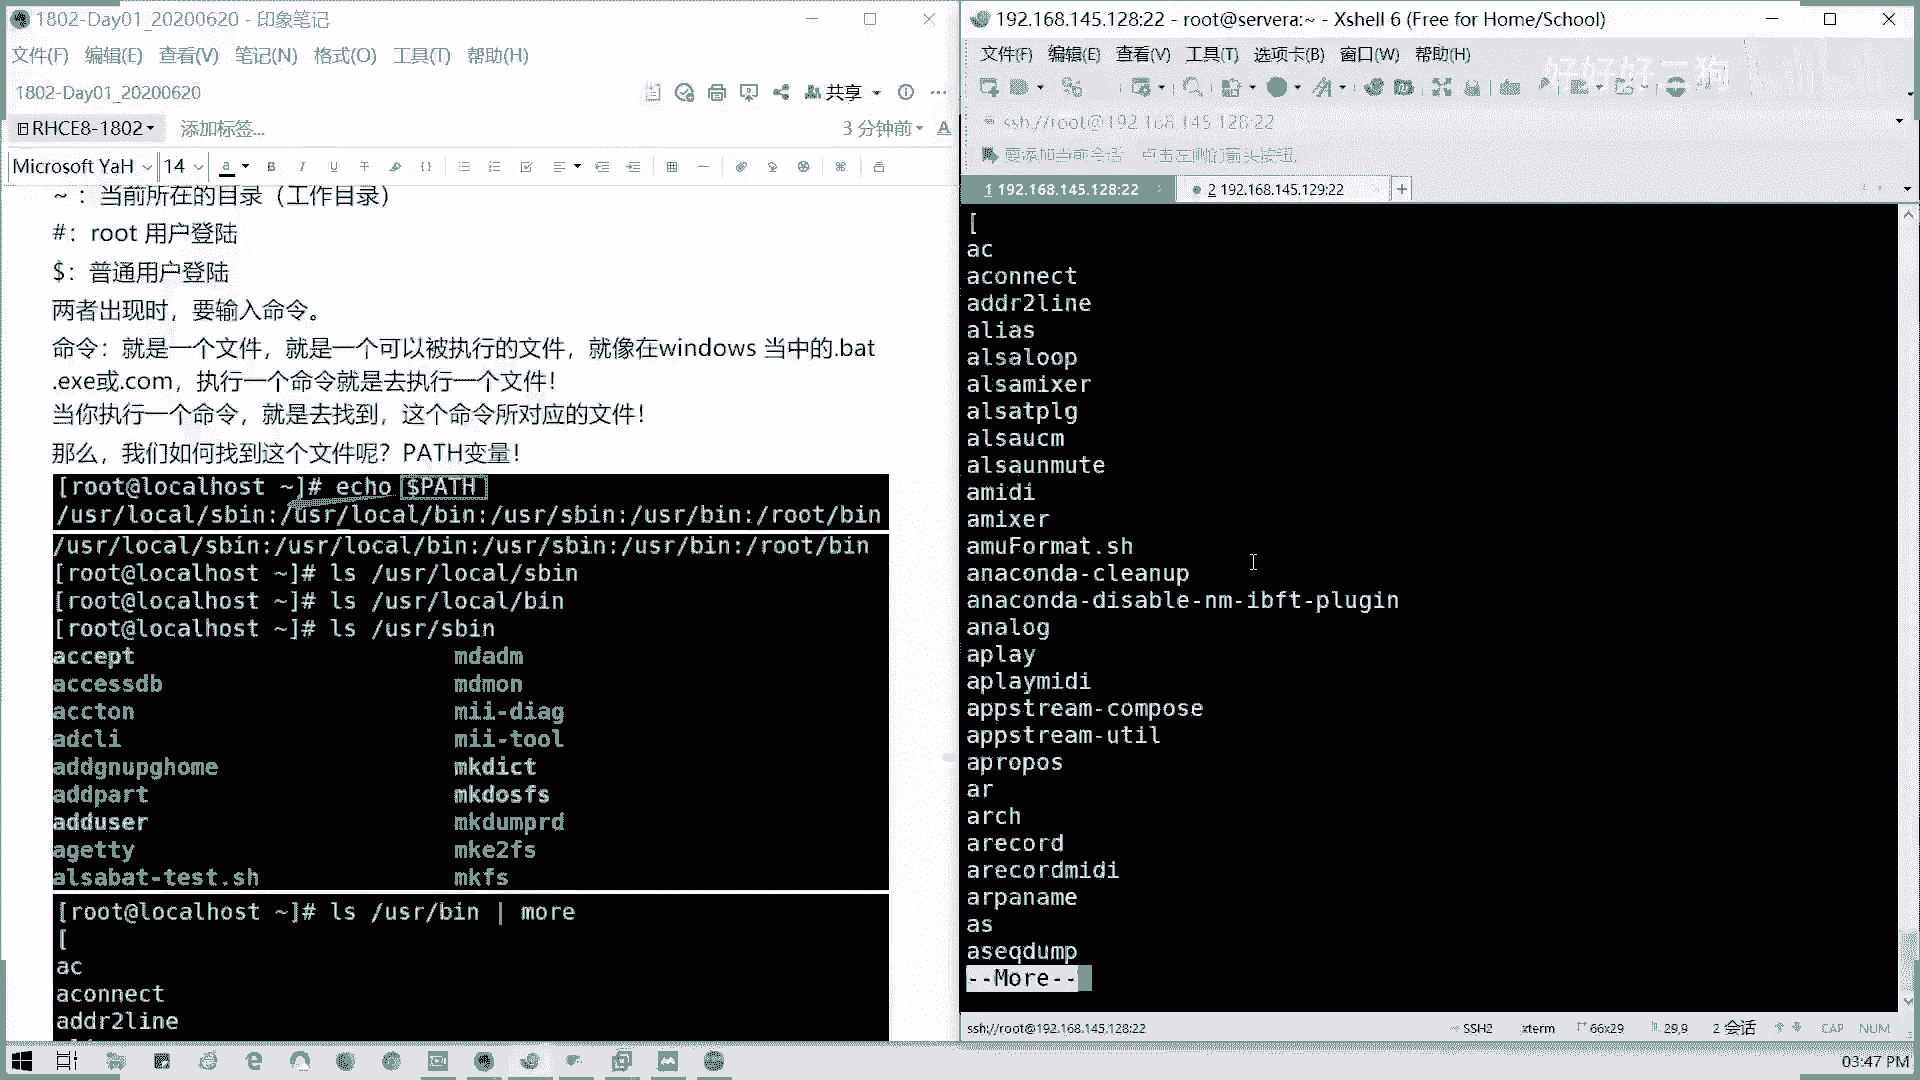 1802-Day01_20200620 - 印象笔记
文件(F) 编辑(E) 查看(V) 笔记(N) 格式(O) 工具(T) 帮助(H)
1802-Day01_20200620
共享
RHCE8-1802
添加标签...
3 分钟前
Microsoft YaH 14
~ ：当前所在的目录（工作目录）
#：root 用户登陆
$：普通用户登陆
两者出现时，要输入命令。
命令：就是一个文件，就是一个可以被执行的文件，就像在windows 当中的.bat
.exe或.com，执行一个命令就是去执行一个文件！
当你执行一个命令，就是去找到，这个命令所对应的文件！
那么，我们如何找到这个文件呢？PATH变量！
[root@localhost ~]# echo $PATH
/usr/local/sbin:/usr/local/bin:/usr/sbin:/usr/bin:/root/bin
/usr/local/sbin:/usr/local/bin:/usr/sbin:/usr/bin:/root/bin
[root@localhost ~]# ls /usr/local/sbin
[root@localhost ~]# ls /usr/local/bin
[root@localhost ~]# ls /usr/sbin
accept mdadm
accessdb mdmon
accton mii-diag
adcli mii-tool
addgnupghome mkdict
addpart mkdosfs
adduser mkdumprd
agetty mke2fs
alsabat-test.sh mkfs
[root@localhost ~]# ls /usr/bin | more
[
ac
aconnect
addr2line
192.168.145.128:22 - root@servera:~ - Xshell 6 (Free for Home/School)
文件(F) 编辑(E) 查看(V) 工具(T) 选项卡(B) 窗口(W) 帮助(H)
好好好二狗
ssh://root@192.168.145.128:22
要添加当前会话，点击左侧的箭头按钮。
1 192.168.145.128:22
2 192.168.145.129:22
[
ac
aconnect
addr2line
alias
alsaloop
alsamixer
alsatplg
alsaucm
alsaunmute
amidi
amixer
amuFormat.sh
anaconda-cleanup
anaconda-disable-nm-ibft-plugin
analog
aplay
aplaymidi
appstream-compose
appstream-util
apropos
ar
arch
arecord
arecordmidi
arpaname
as
aseqdump
--More--
ssh://root@192.168.145.128:22 SSH2 xterm 66x29 29,9 2 会话 CAP NUM
03:47 PM